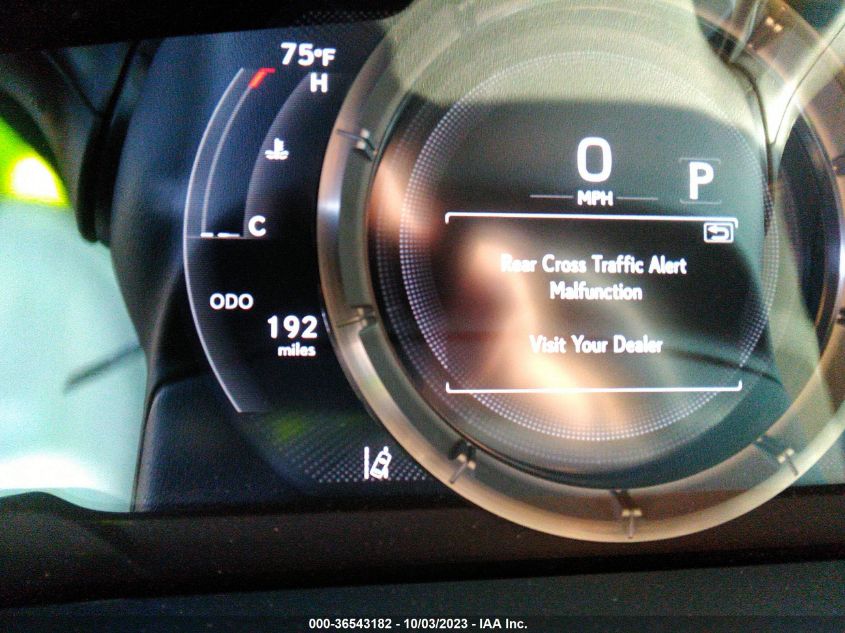 75°F
H
C
ODO
192
miles
0
MPH
P
Rear Cross Traffic Alert
Malfunction
Visit Your Dealer
000-36543182 - 10/03/2023 - IAA Inc.